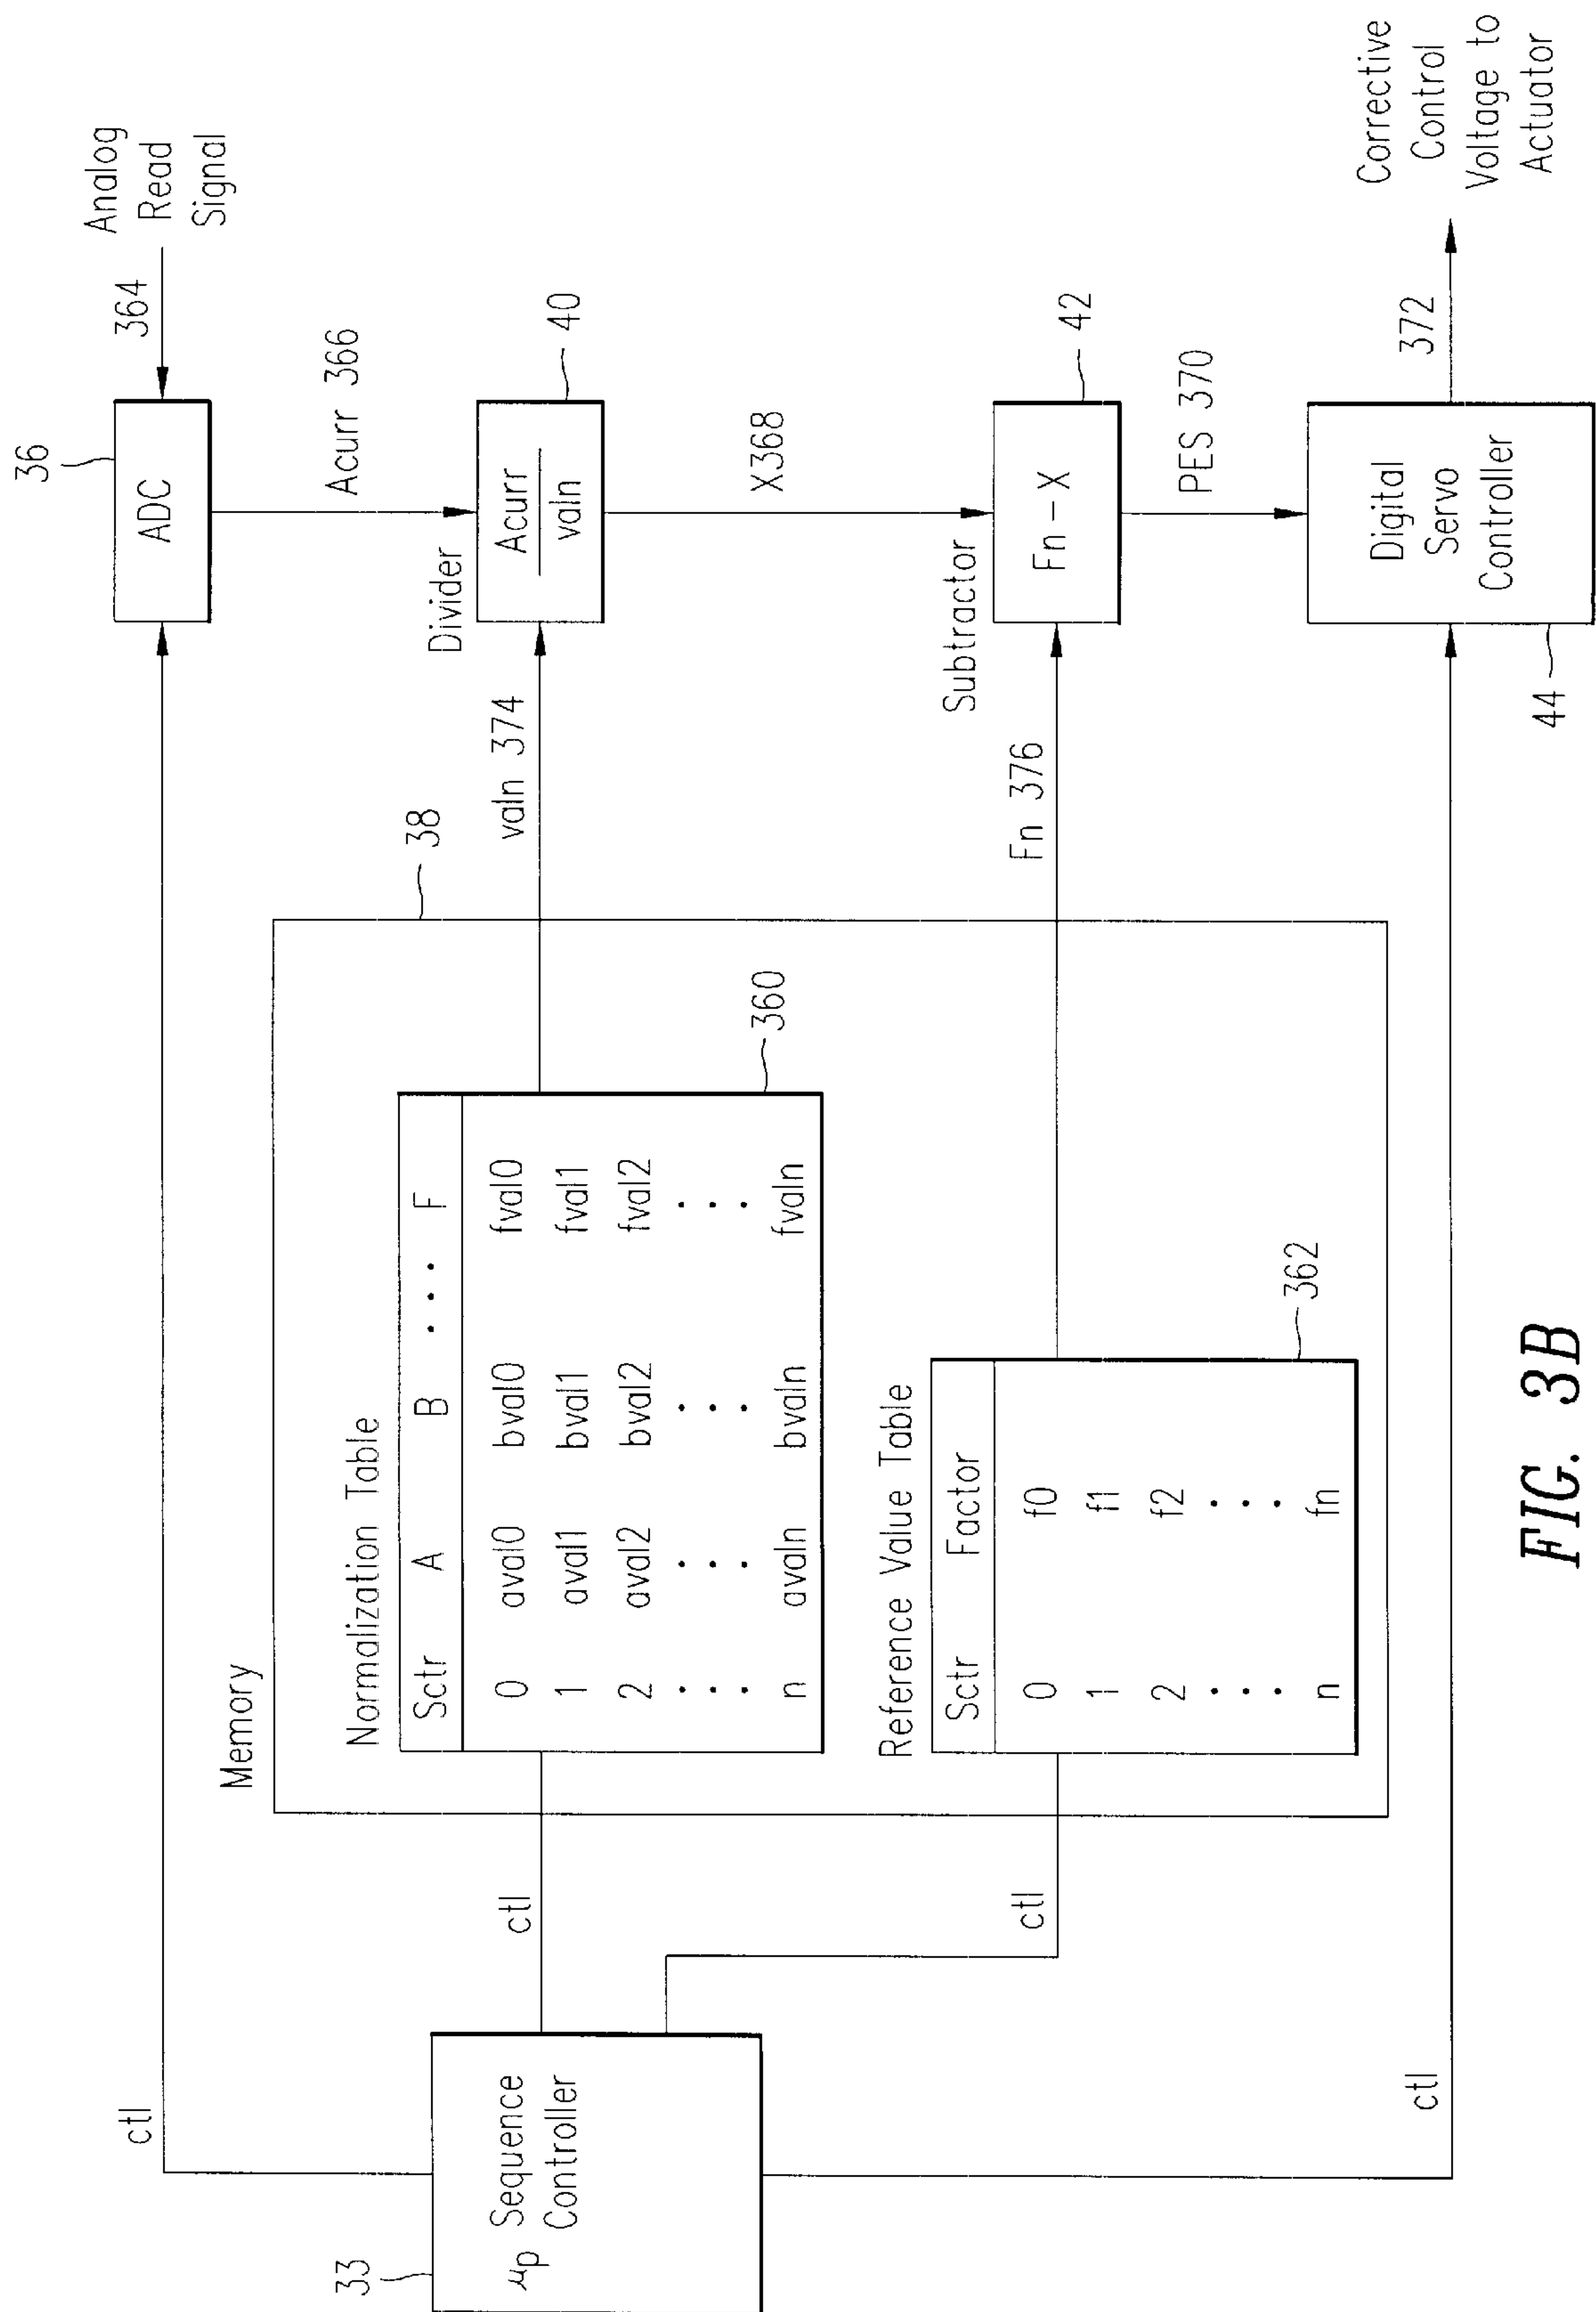 36
ADC
364
Analog
Read
Signal
ctl
Acurr 366
33
μp Sequence
Controller
Memory
38
Normalization Table
Sctr A B ... F
0 aval0 bval0 fval0
1 aval1 bval1 fval1
2 aval2 bval2 fval2
. . . .
. . . .
. . . .
n avaln bvaln fvaln
360
ctl
valn 374
Divider
Acurr
valn
40
X368
Reference Value Table
Sctr Factor
0 f0
1 f1
2 f2
. .
. .
. .
n fn
362
ctl
Fn 376
Subtractor
Fn - X
42
PES 370
ctl
Digital
Servo
Controller
44
372
Corrective
Control
Voltage to
Actuator
FIG. 3B